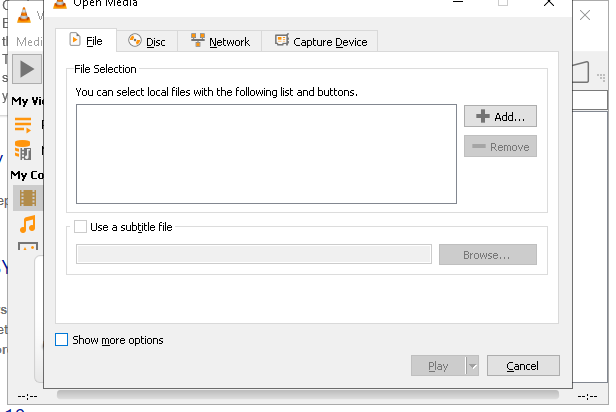 Open Media
File
Disc
Network
Capture Device
File Selection
You can select local files with the following list and buttons.
Add...
Remove
Use a subtitle file
Browse...
Show more options
Play
Cancel
Medi
My Vi
My Co
--:--
--:--